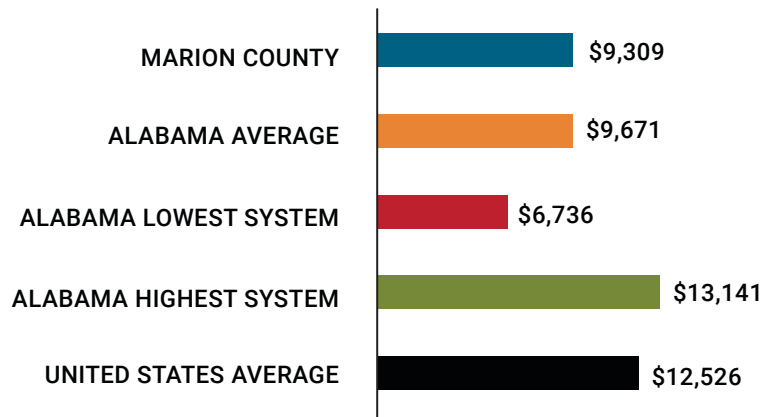 MARION COUNTY $9,309
ALABAMA AVERAGE $9,671
ALABAMA LOWEST SYSTEM $6,736
ALABAMA HIGHEST SYSTEM $13,141
UNITED STATES AVERAGE $12,526